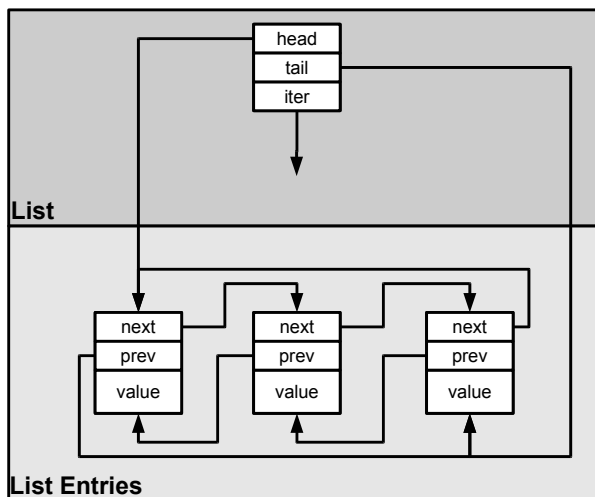 head
tail
iter
List
next
next
next
prev
prev
prev
value
value
value
List Entries